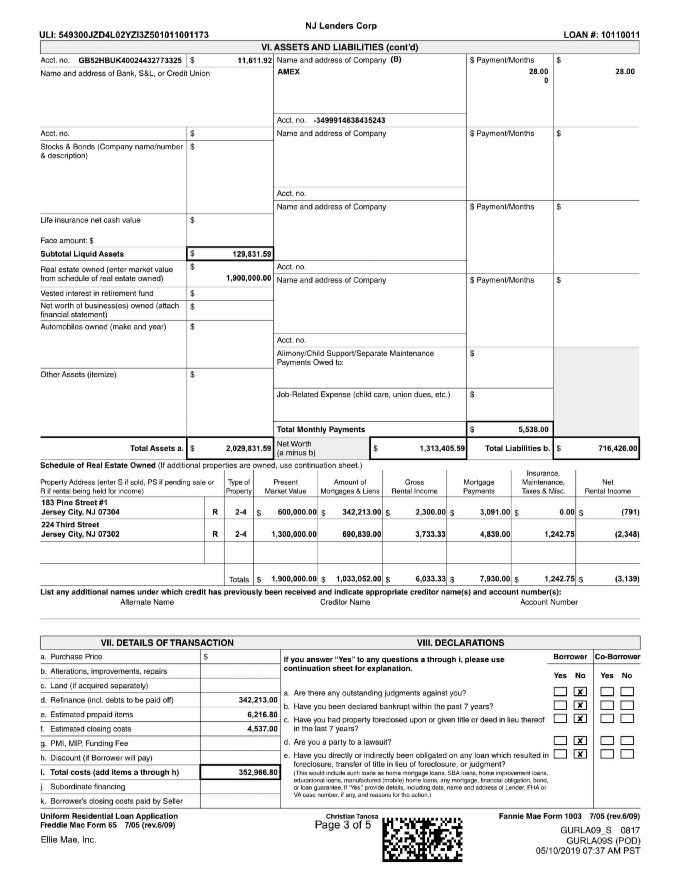 NJ Lenders Corp
ULI: 549300JZD4L02YZI3Z501011001173 LOAN #: 10110011
VI. ASSETS AND LIABILITIES (cont'd)
Acct. no. GB52HBUK40024432773325 $ 11,611.92 Name and address of Company (B) $ Payment/Months $
Name and address of Bank, S&L, or Credit Union AMEX 28.00 28.00
0
Acct. no. -3499914638435243
Acct. no. $ Name and address of Company $ Payment/Months $
Stocks & Bonds (Company name/number $
& description)
Acct. no.
Name and address of Company $ Payment/Months $
Life insurance net cash value $
Face amount: $
Subtotal Liquid Assets $ 129,831.59
Real estate owned (enter market value $ Acct. no.
from schedule of real estate owned) 1,900,000.00 Name and address of Company $ Payment/Months $
Vested interest in retirement fund $
Net worth of business(es) owned (attach $
financial statement)
Automobiles owned (make and year) $
Acct. no.
Alimony/Child Support/Separate Maintenance $
Payments Owed to:
Other Assets (itemize) $
Job-Related Expense (child care, union dues, etc.) $
Total Monthly Payments $ 5,538.00
Total Assets a. $ 2,029,831.59 Net Worth $ 1,313,405.59 Total Liabilities b. $ 716,426.00
(a minus b)
Schedule of Real Estate Owned (If additional properties are owned, use continuation sheet.)
Insurance,
Property Address (enter S if sold, PS if pending sale or Type of Present Amount of Gross Mortgage Maintenance, Net
R if rental being held for income) Property Market Value Mortgages & Liens Rental Income Payments Taxes & Misc. Rental Income
183 Pine Street #1
Jersey City, NJ 07304 R 2-4 $ 600,000.00 $ 342,213.00 $ 2,300.00 $ 3,091.00 $ 0.00 $ (791)
224 Third Street
Jersey City, NJ 07302 R 2-4 1,300,000.00 690,839.00 3,733.33 4,839.00 1,242.75 (2,348)
Totals $ 1,900,000.00 $ 1,033,052.00 $ 6,033.33 $ 7,930.00 $ 1,242.75 $ (3,139)
List any additional names under which credit has previously been received and indicate appropriate creditor name(s) and account number(s):
Alternate Name Creditor Name Account Number
VII. DETAILS OF TRANSACTION VIII. DECLARATIONS
a. Purchase Price $ If you answer "Yes" to any questions a through i, please use Borrower Co-Borrower
continuation sheet for explanation.
b. Alterations, improvements, repairs Yes No Yes No
c. Land (if acquired separately)
a. Are there any outstanding judgments against you? X
d. Refinance (incl. debts to be paid off) 342,213.00
b. Have you been declared bankrupt within the past 7 years? X
e. Estimated prepaid items 6,216.80
c. Have you had property foreclosed upon or given title or deed in lieu thereof X
f. Estimated closing costs 4,537.00
in the last 7 years?
g. PMI, MIP, Funding Fee
d. Are you a party to a lawsuit? X
h. Discount (if Borrower will pay)
e. Have you directly or indirectly been obligated on any loan which resulted in X
foreclosure, transfer of title in lieu of foreclosure, or judgment?
i. Total costs (add items a through h) 352,966.80
(This would include such loans as home mortgage loans, SBA loans, home improvement loans,
educational loans, manufactured (mobile) home loans, any mortgage, financial obligation, bond,
j. Subordinate financing
or loan guarantee. If "Yes," provide details, including date, name and address of Lender, FHA or
VA case number, if any, and reasons for the action.)
k. Borrower's closing costs paid by Seller
Uniform Residential Loan Application Christian Tanosa Fannie Mae Form 1003 7/05 (rev.6/09)
Freddie Mac Form 65 7/05 (rev.6/09) Page 3 of 5
GURLA09_S 0817
Ellie Mae, Inc. GURLA09S (POD)
05/10/2019 07:37 AM PST